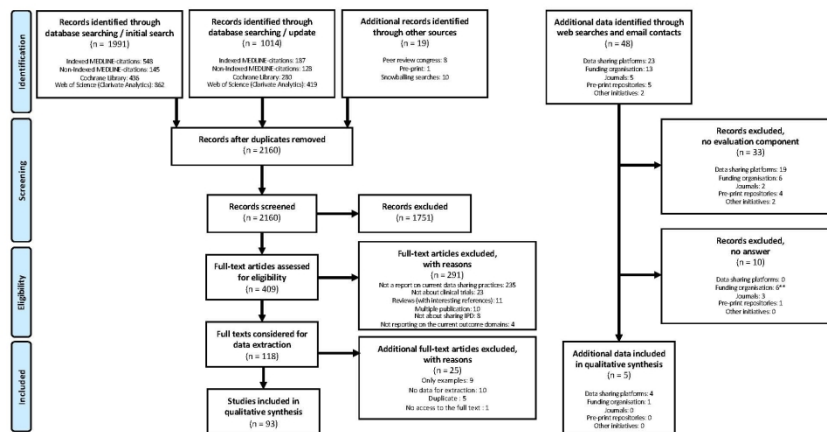 Identification
Records identified through
database searching / initial search
(n = 1991)
Indexed MEDLINE-citations: 548
Non-Indexed MEDLINE-citations: 145
Cochrane Library: 436
Web of Science (Clarivate Analytics): 862
Records identified through
database searching / update
(n = 1014)
Indexed MEDLINE-citations: 187
Non-Indexed MEDLINE-citations: 128
Cochrane Library: 280
Web of Science (Clarivate Analytics): 419
Additional records identified
through other sources
(n = 19)
Peer review congress: 8
Pre-print: 1
Snowballing searches: 10
Additional data identified through
web searches and email contacts
(n = 48)
Data sharing platforms: 23
Funding organisation: 13
Journals: 5
Pre-print repositories: 5
Other initiatives: 2
Screening
Records after duplicates removed
(n = 2160)
Records screened
(n = 2160)
Records excluded
(n = 1751)
Records excluded,
no evaluation component
(n = 33)
Data sharing platforms: 19
Funding organisation: 6
Journals: 2
Pre-print repositories: 4
Other initiatives: 2
Eligibility
Full-text articles assessed
for eligibility
(n = 409)
Full-text articles excluded,
with reasons
(n = 291)
Not a report on current data sharing practices: 235
Not about clinical trials: 23
Reviews (with interesting references): 11
Multiple publication: 10
Not about sharing IPD: 8
Not reporting on the current outcome domains: 4
Records excluded,
no answer
(n = 10)
Data sharing platforms: 0
Funding organisation: 6**
Journals: 3
Pre-print repositories: 1
Other initiatives: 0
Full texts considered for
data extraction
(n = 118)
Included
Additional full-text articles excluded,
with reasons
(n = 25)
Only examples: 9
No data for extraction: 10
Duplicate : 5
No access to the full text : 1
Studies included in
qualitative synthesis
(n = 93)
Additional data included
in qualitative synthesis
(n = 5)
Data sharing platforms: 4
Funding organisation: 1
Journals: 0
Pre-print repositories: 0
Other initiatives: 0